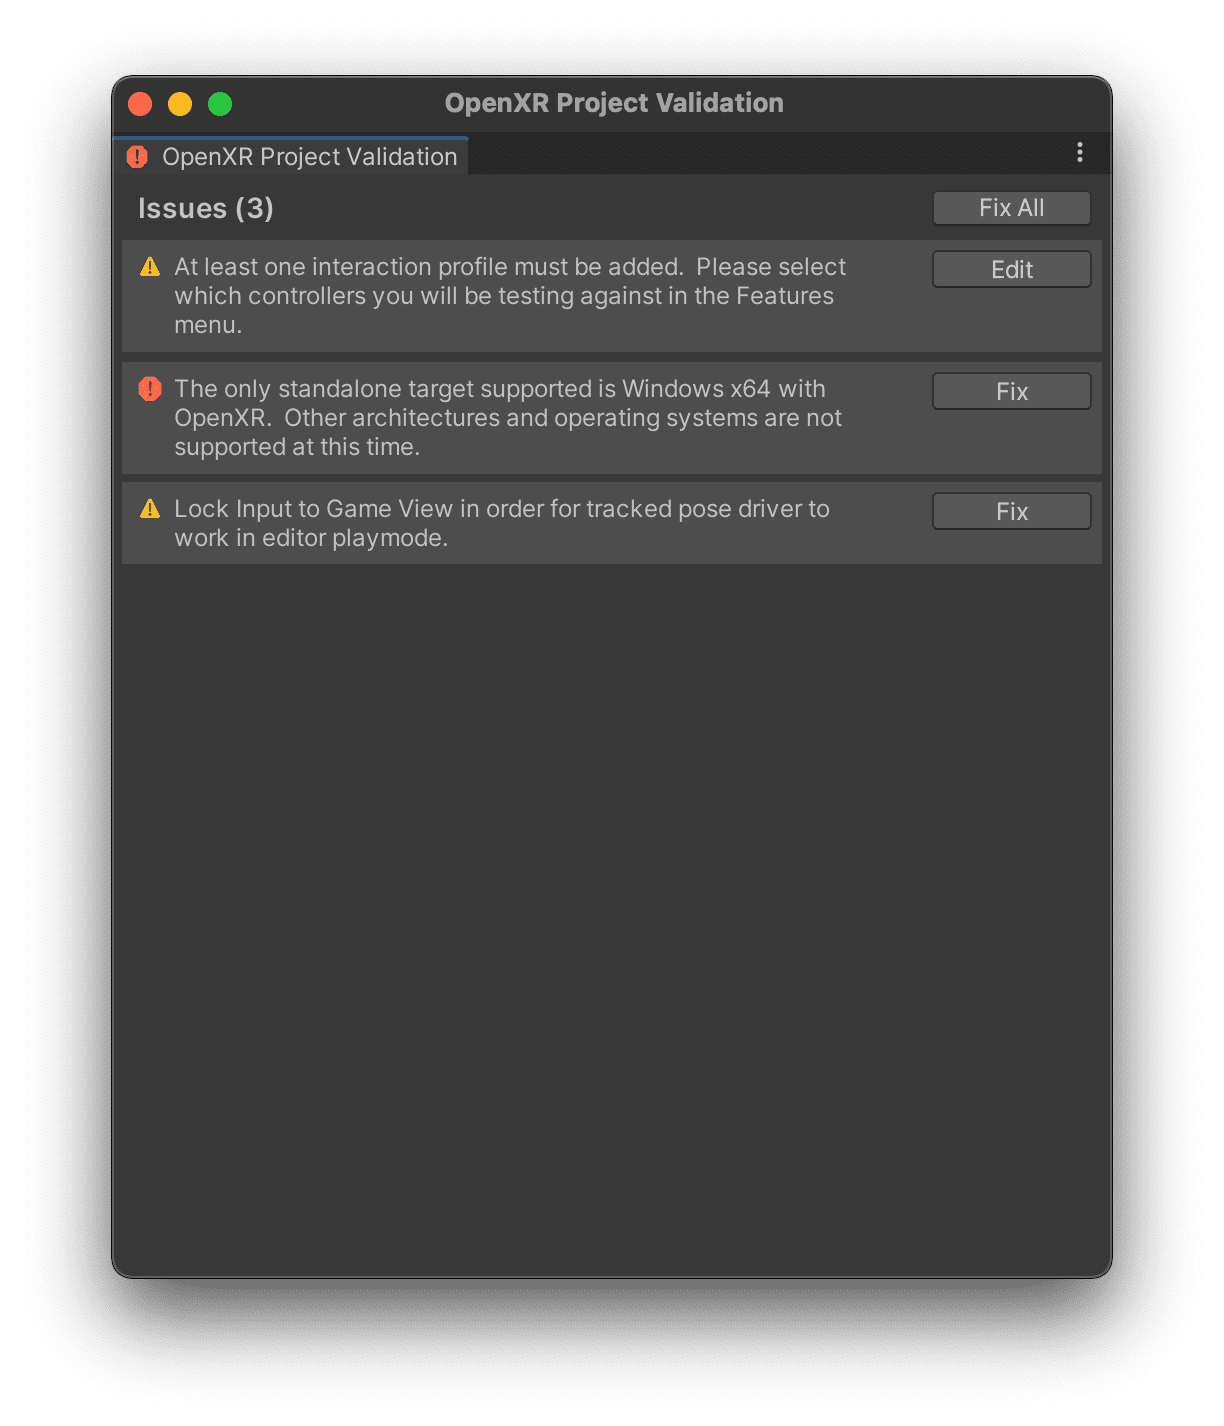 OpenXR Project Validation
OpenXR Project Validation
Issues (3)
Fix All
At least one interaction profile must be added.  Please select
which controllers you will be testing against in the Features
menu.
Edit
The only standalone target supported is Windows x64 with
OpenXR.  Other architectures and operating systems are not
supported at this time.
Fix
Lock Input to Game View in order for tracked pose driver to
work in editor playmode.
Fix